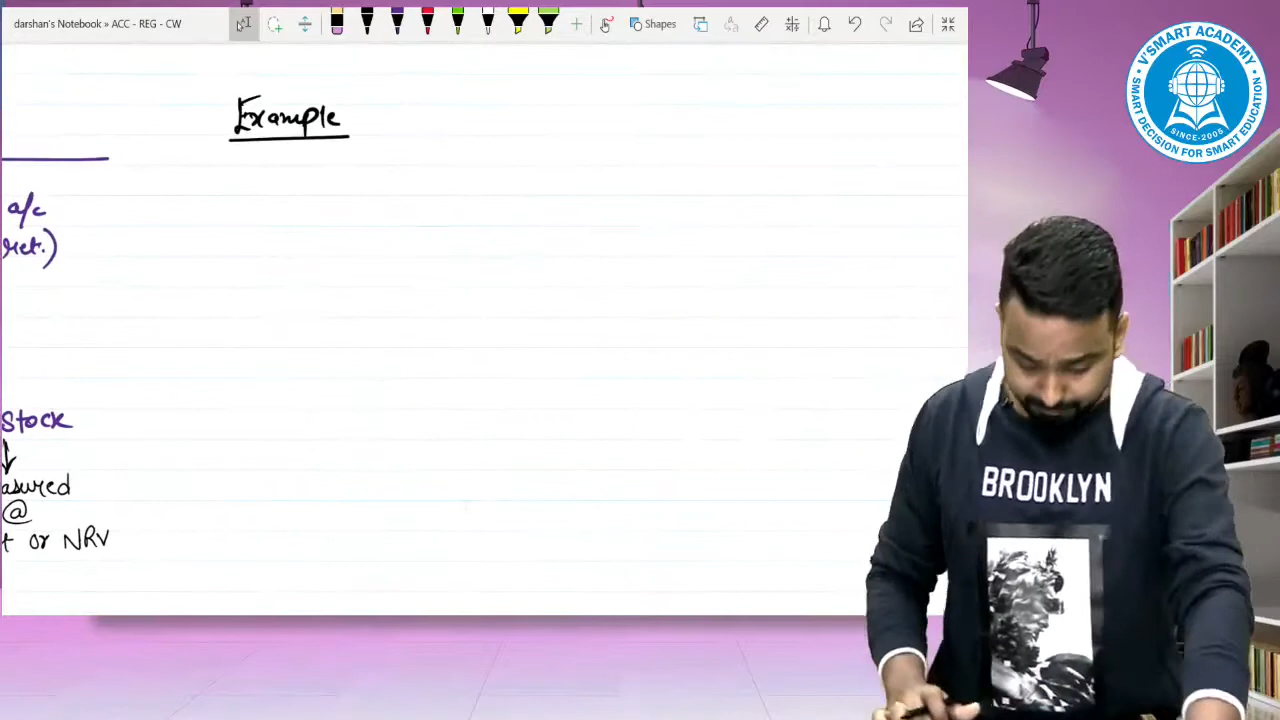 darshan's Notebook » ACC - REG - CW
Shapes
Example
a/c
ret.)
Stock
asured
@
t or NRV
V'SMART ACADEMY
SINCE-2005
SMART DECISION FOR SMART EDUCATION
BROOKLYN